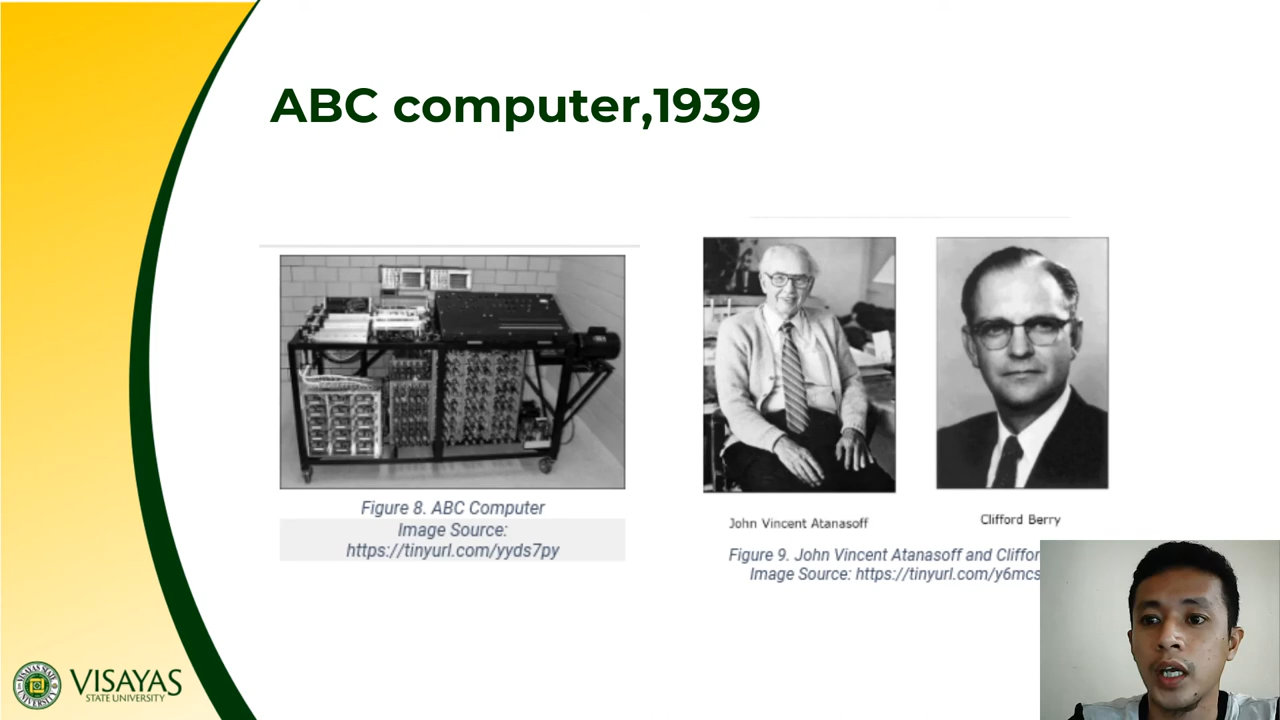 ABC computer,1939
Figure 8. ABC Computer
Image Source:
https://tinyurl.com/yyds7py
John Vincent Atanasoff
Clifford Berry
Figure 9. John Vincent Atanasoff and
Image Source: https://tinyurl.com/y6mcs
VISAYAS
STATE UNIVERSITY